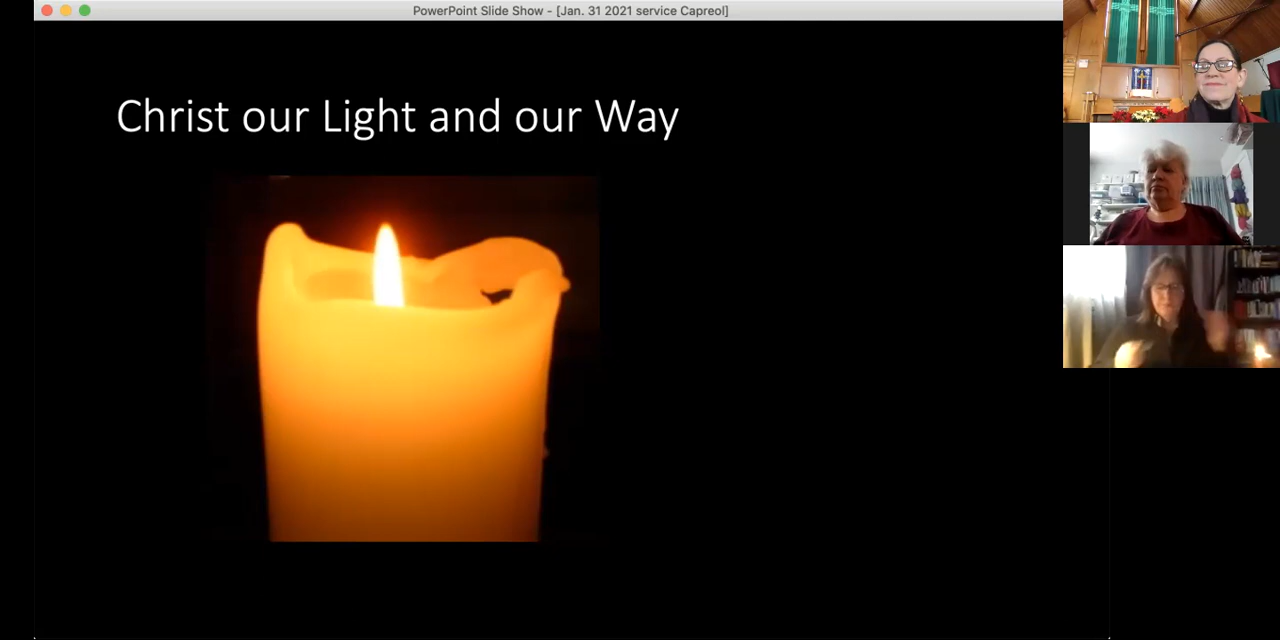 PowerPoint Slide Show - [Jan. 31 2021 service Capreol]
Christ our Light and our Way